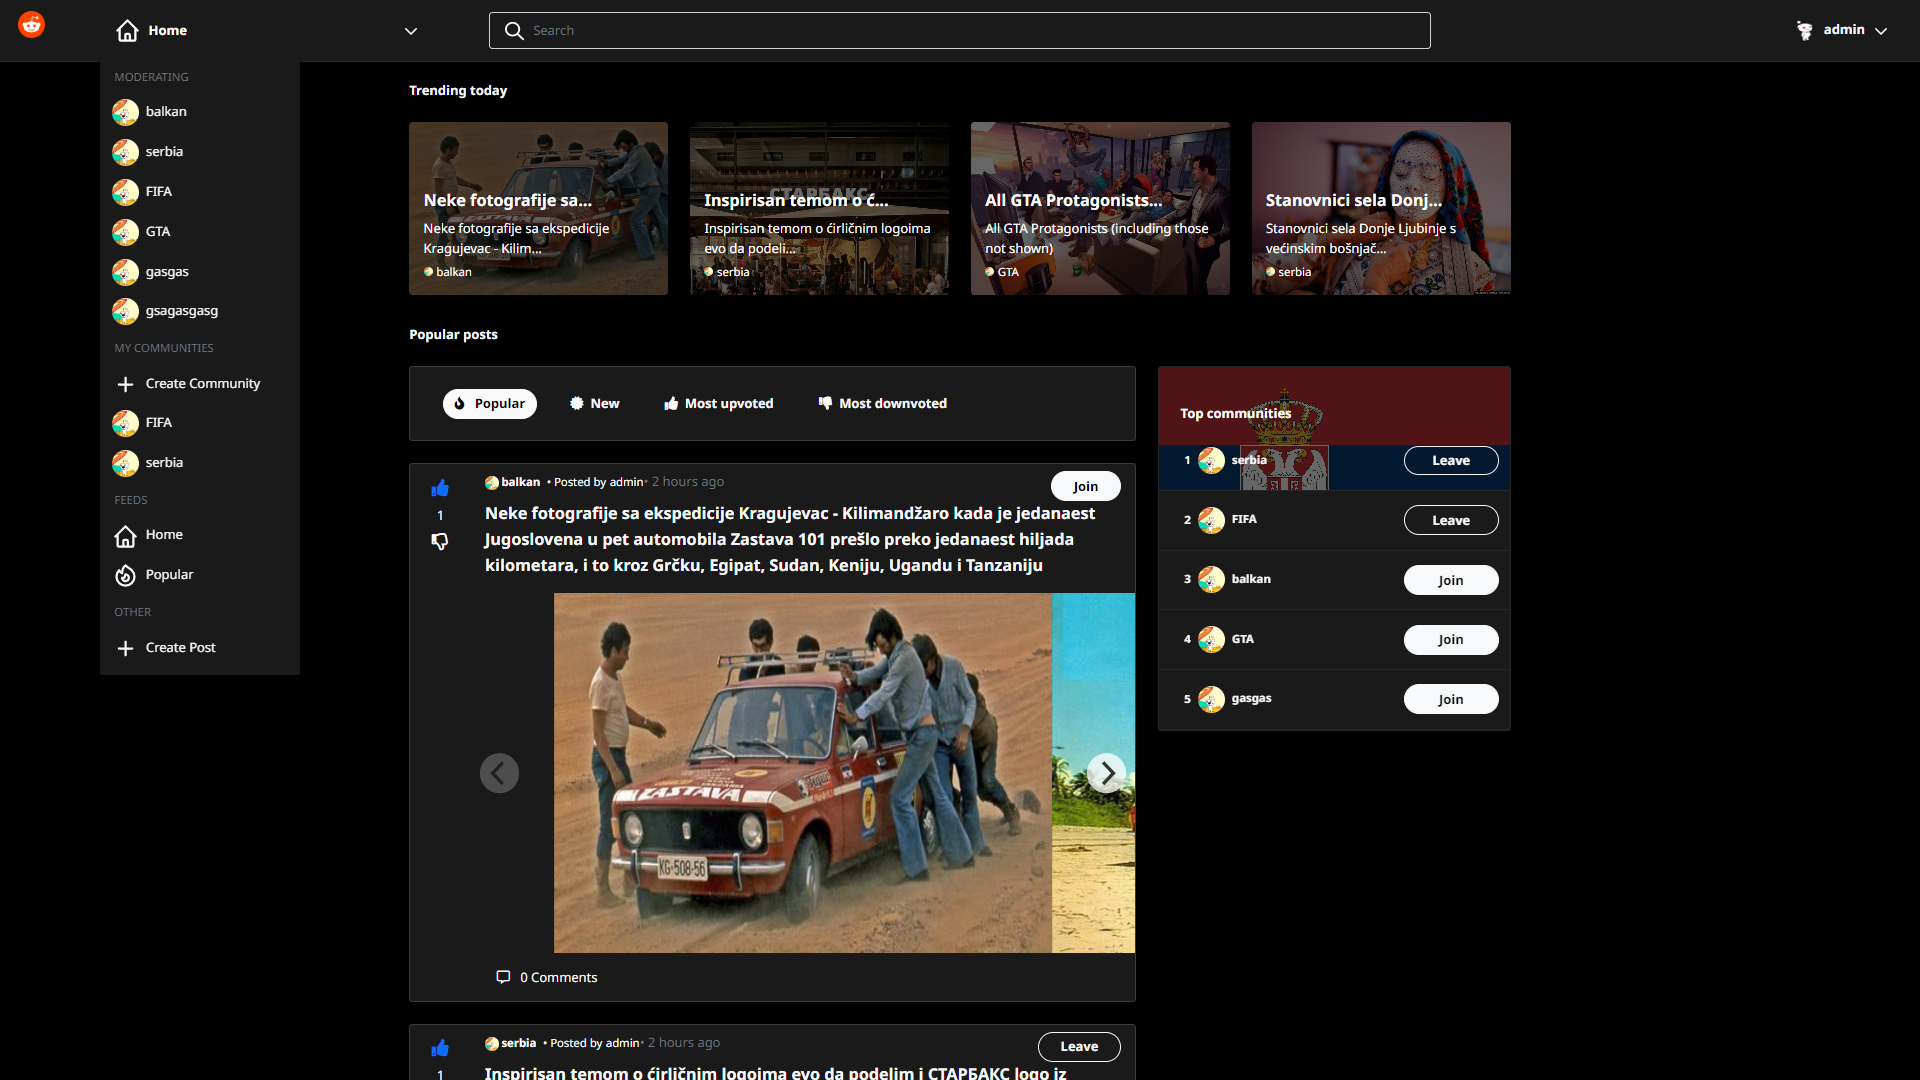 Home
Search
admin
MODERATING
balkan
serbia
FIFA
GTA
gasgas
gsagasgasg
MY COMMUNITIES
Create Community
FIFA
serbia
FEEDS
Home
Popular
OTHER
Create Post
Trending today
Neke fotografije sa...
Neke fotografije sa ekspedicije
Kragujevac - Kilim...
balkan
СТАРБАКС
Inspirisan temom o ć...
Inspirisan temom o ćirličnim logoima
evo da podeli...
serbia
All GTA Protagonists...
All GTA Protagonists (including those
not shown)
GTA
Stanovnici sela Donj...
Stanovnici sela Donje Ljubinje s
većinskim bošnjač...
serbia
Popular posts
Popular
New
Most upvoted
Most downvoted
balkan • Posted by admin • 2 hours ago
Join
1
Neke fotografije sa ekspedicije Kragujevac - Kilimandžaro kada je jedanaest
Jugoslovena u pet automobila Zastava 101 prešlo preko jedanaest hiljada
kilometara, i to kroz Grčku, Egipat, Sudan, Keniju, Ugandu i Tanzaniju
ZASTAVA
KG-508-56
0 Comments
serbia • Posted by admin • 2 hours ago
Leave
1
Inspirisan temom o ćirličnim logoima evo da podelim i СТАРБАКС logo iz
Top communities
1 serbia Leave
2 FIFA Leave
3 balkan Join
4 GTA Join
5 gasgas Join